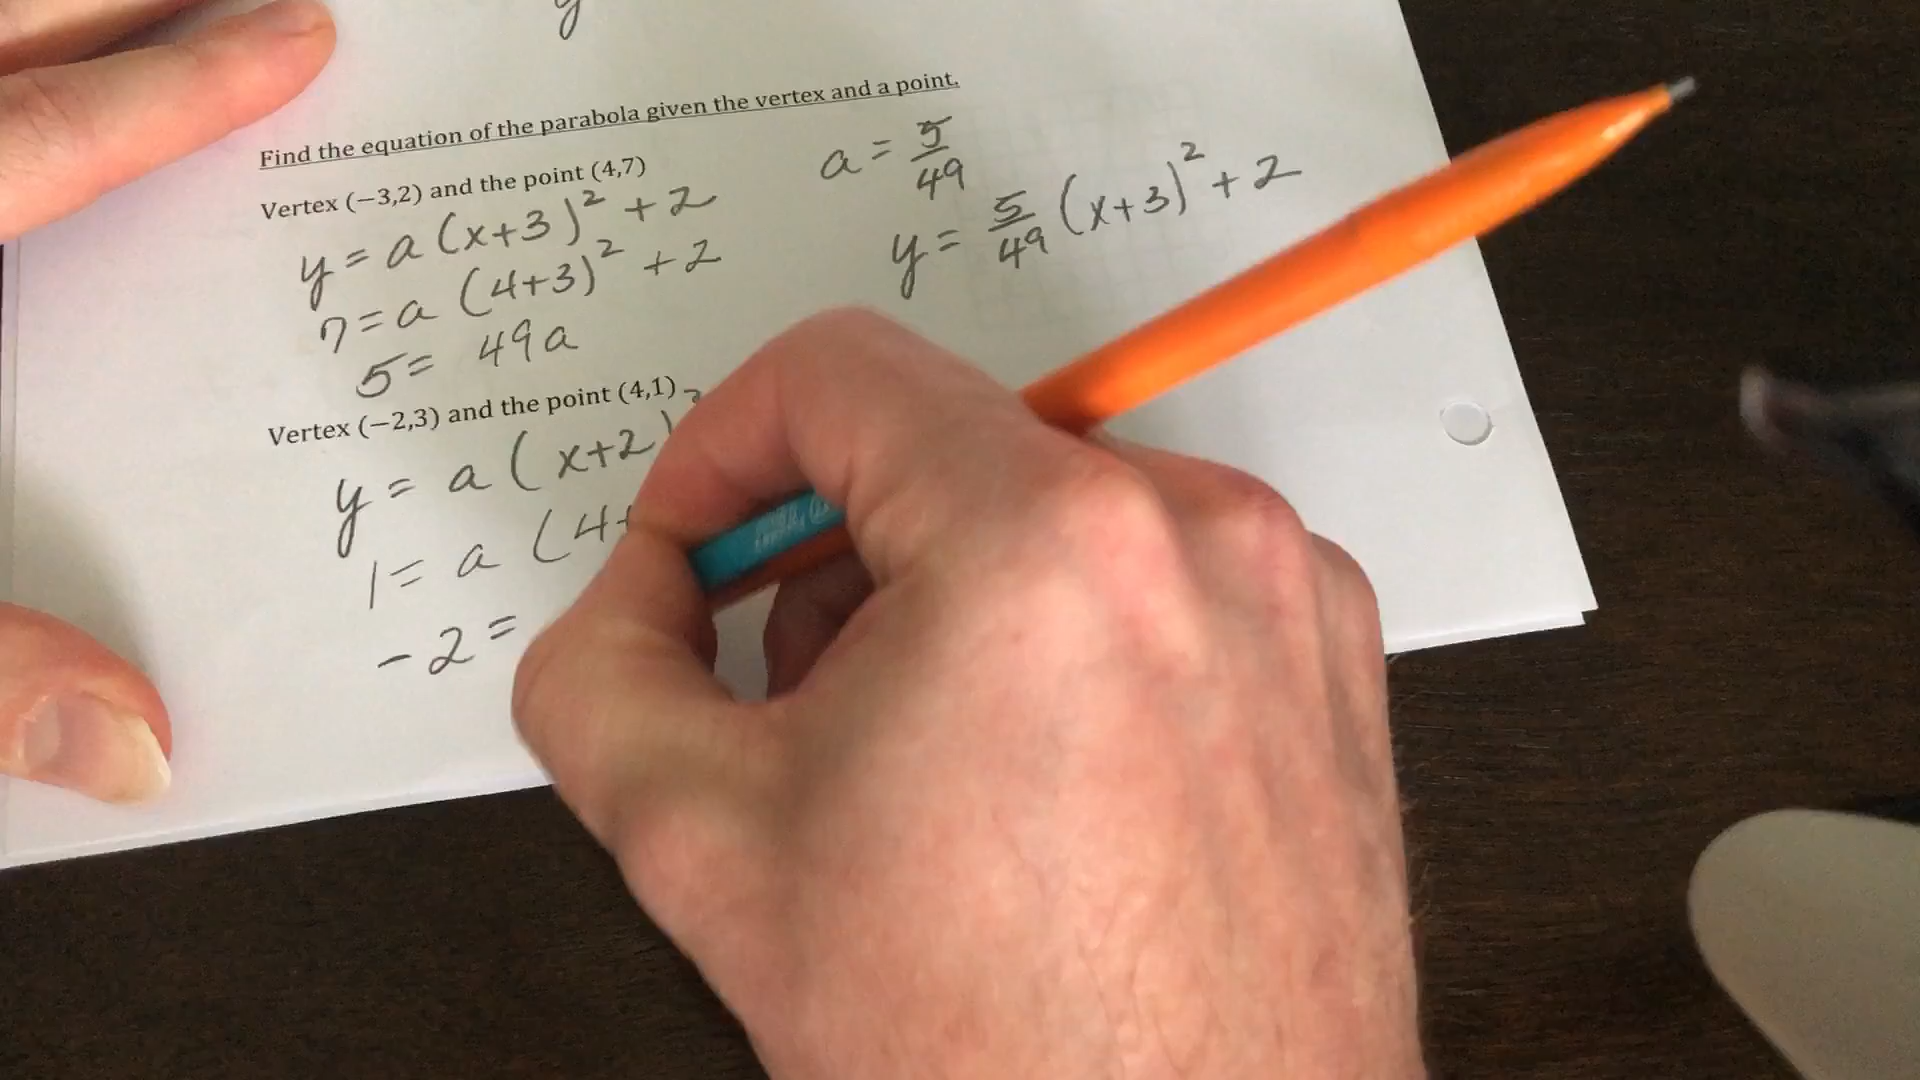 y
Find the equation of the parabola given the vertex and a point.
Vertex (−3,2) and the point (4,7)
y = a (x+3)² + 2
7 = a (4+3)² + 2
5 = 49a
a = 5/49
y = 5/49 (x+3)² + 2
Vertex (−2,3) and the point (4,1)
y = a (x+2)
1 = a (4+
-2 =